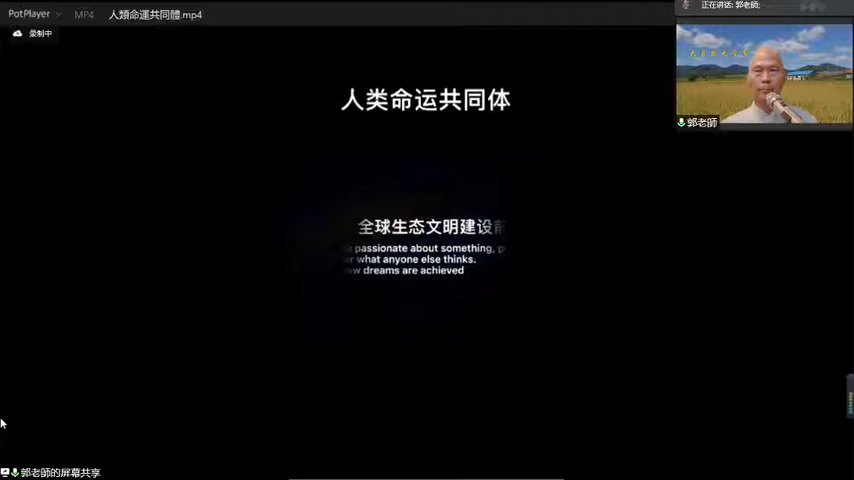 PotPlayer
MP4
人類命運共同體.mp4
正在讲话: 郭老師;
录制中
人类命运共同体
郭老師
全球生态文明建设
passionate about something,
what anyone else thinks.
dreams are achieved
郭老師的屏幕共享